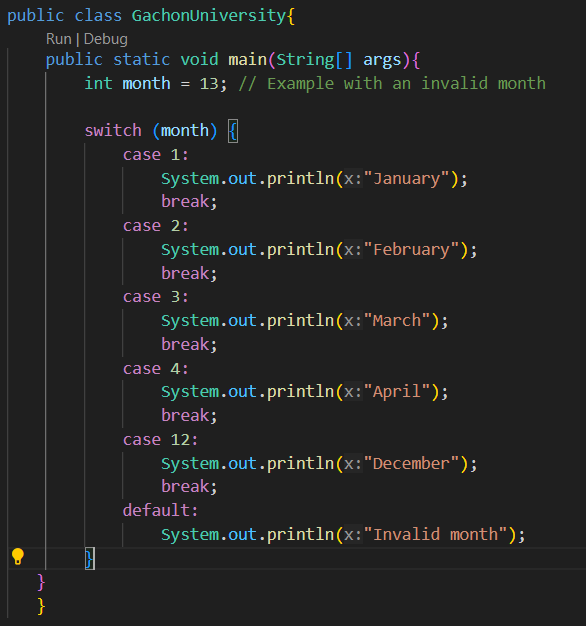 public class GachonUniversity{
Run | Debug
public static void main(String[] args){
int month = 13; // Example with an invalid month
switch (month) {
case 1:
System.out.println(x:"January");
break;
case 2:
System.out.println(x:"February");
break;
case 3:
System.out.println(x:"March");
break;
case 4:
System.out.println(x:"April");
break;
case 12:
System.out.println(x:"December");
break;
default:
System.out.println(x:"Invalid month");
}
}
}